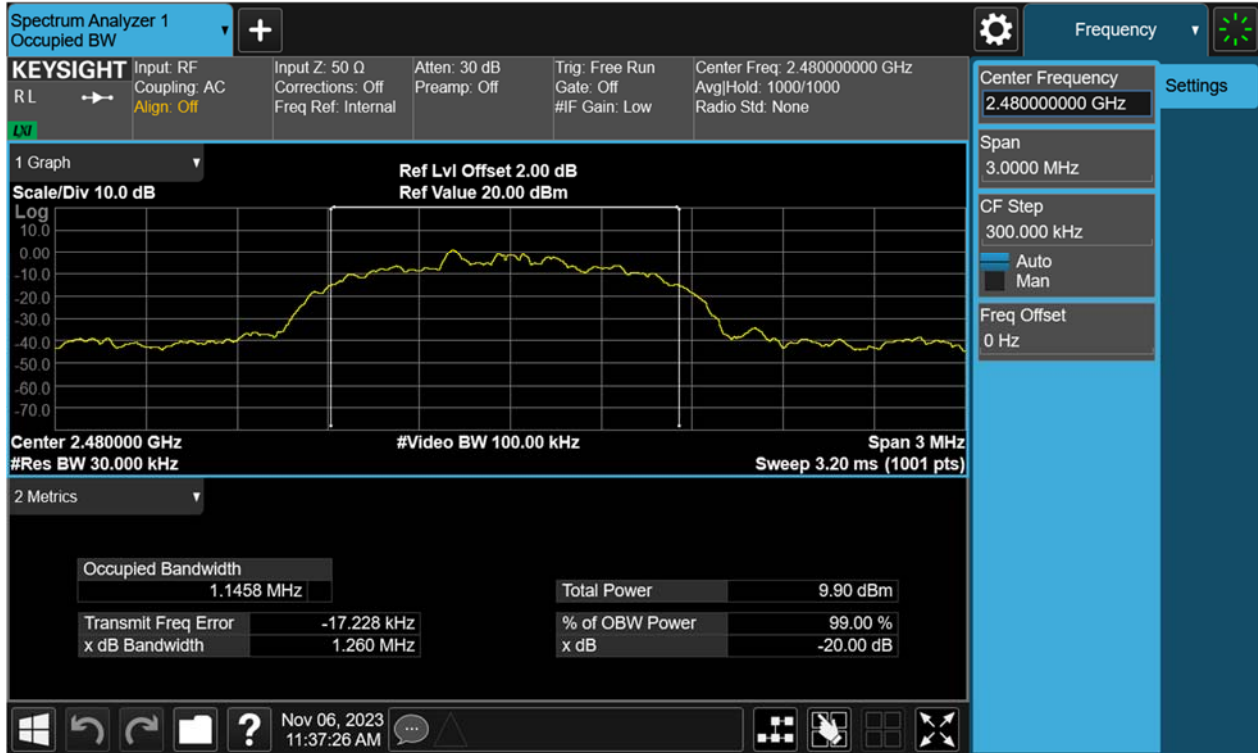 Spectrum Analyzer 1
Occupied BW
Frequency
KEYSIGHT
R L
LXI
Input: RF
Coupling: AC
Align: Off
Input Z: 50 Ω
Corrections: Off
Freq Ref: Internal
Atten: 30 dB
Preamp: Off
Trig: Free Run
Gate: Off
#IF Gain: Low
Center Freq: 2.480000000 GHz
Avg|Hold: 1000/1000
Radio Std: None
1 Graph
Ref Lvl Offset 2.00 dB
Scale/Div 10.0 dB
Ref Value 20.00 dBm
Log
10.0
0.00
-10.0
-20.0
-30.0
-40.0
-50.0
-60.0
-70.0
Center 2.480000 GHz
#Video BW 100.00 kHz
Span 3 MHz
#Res BW 30.000 kHz
Sweep 3.20 ms (1001 pts)
2 Metrics
Occupied Bandwidth
1.1458 MHz
Total Power 9.90 dBm
Transmit Freq Error -17.228 kHz
% of OBW Power 99.00 %
x dB Bandwidth 1.260 MHz
x dB -20.00 dB
Center Frequency
2.480000000 GHz
Settings
Span
3.0000 MHz
CF Step
300.000 kHz
Auto
Man
Freq Offset
0 Hz
?
Nov 06, 2023
11:37:26 AM